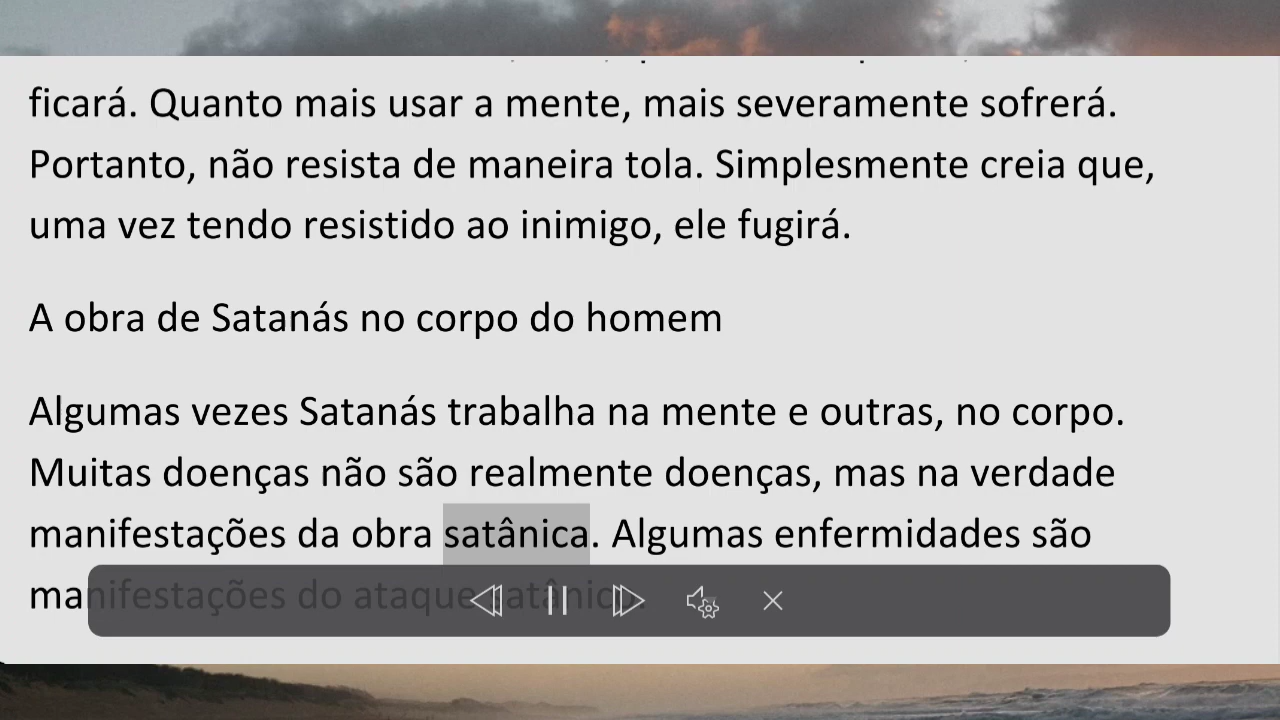 ficará. Quanto mais usar a mente, mais severamente sofrerá.
Portanto, não resista de maneira tola. Simplesmente creia que,
uma vez tendo resistido ao inimigo, ele fugirá.
A obra de Satanás no corpo do homem
Algumas vezes Satanás trabalha na mente e outras, no corpo.
Muitas doenças não são realmente doenças, mas na verdade
manifestações da obra satânica. Algumas enfermidades são
manifestações do ataque satânico.